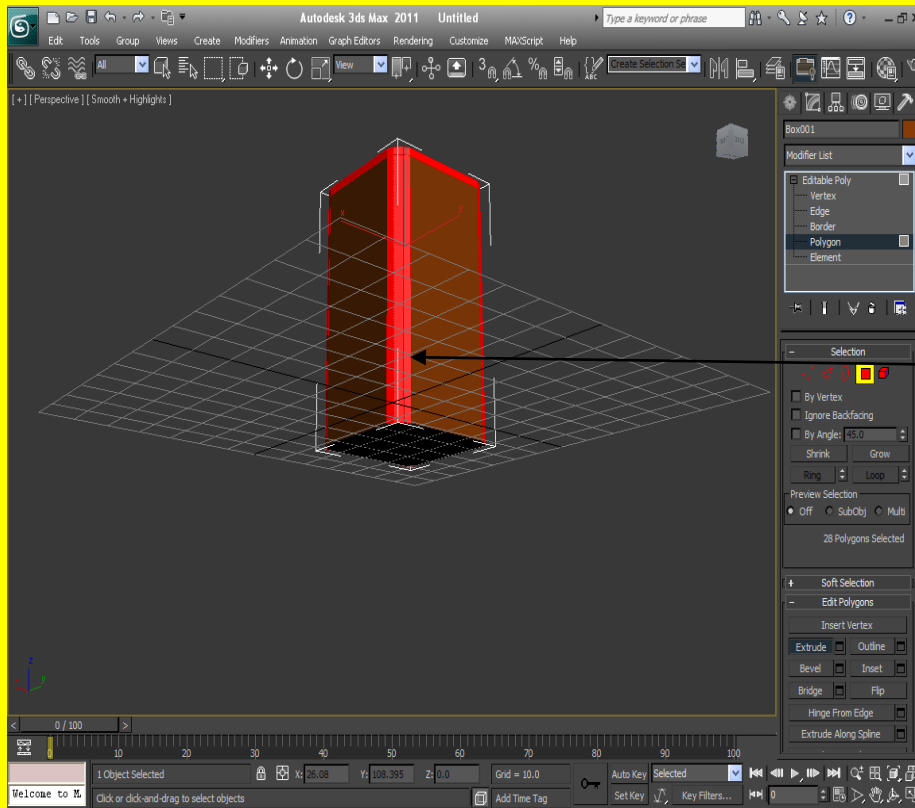 Autodesk 3ds Max 2011 Untitled
Type a keyword or phrase
Edit Tools Group Views Create Modifiers Animation Graph Editors Rendering Customize MAXScript Help
All View 3 % ABC Create Selection Se
[ + ] [ Perspective ] [ Smooth + Highlights ]
Box001
Modifier List
Editable Poly
Vertex
Edge
Border
Polygon
Element
x y
- Selection
By Vertex
Ignore Backfacing
By Angle: 45.0
Shrink Grow
Ring Loop
Preview Selection
Off SubObj Multi
28 Polygons Selected
+ Soft Selection
- Edit Polygons
Insert Vertex
Extrude Outline
Bevel Inset
Bridge Flip
Hinge From Edge
Extrude Along Spline
z
x y
< 0 / 100 >
0 10 20 30 40 50 60 70 80 90 100
1 Object Selected X: 26.08 Y: 108.395 Z: 0.0 Grid = 10.0 Auto Key Selected
Welcome to M. Click or click-and-drag to select objects Add Time Tag Set Key Key Filters... 0